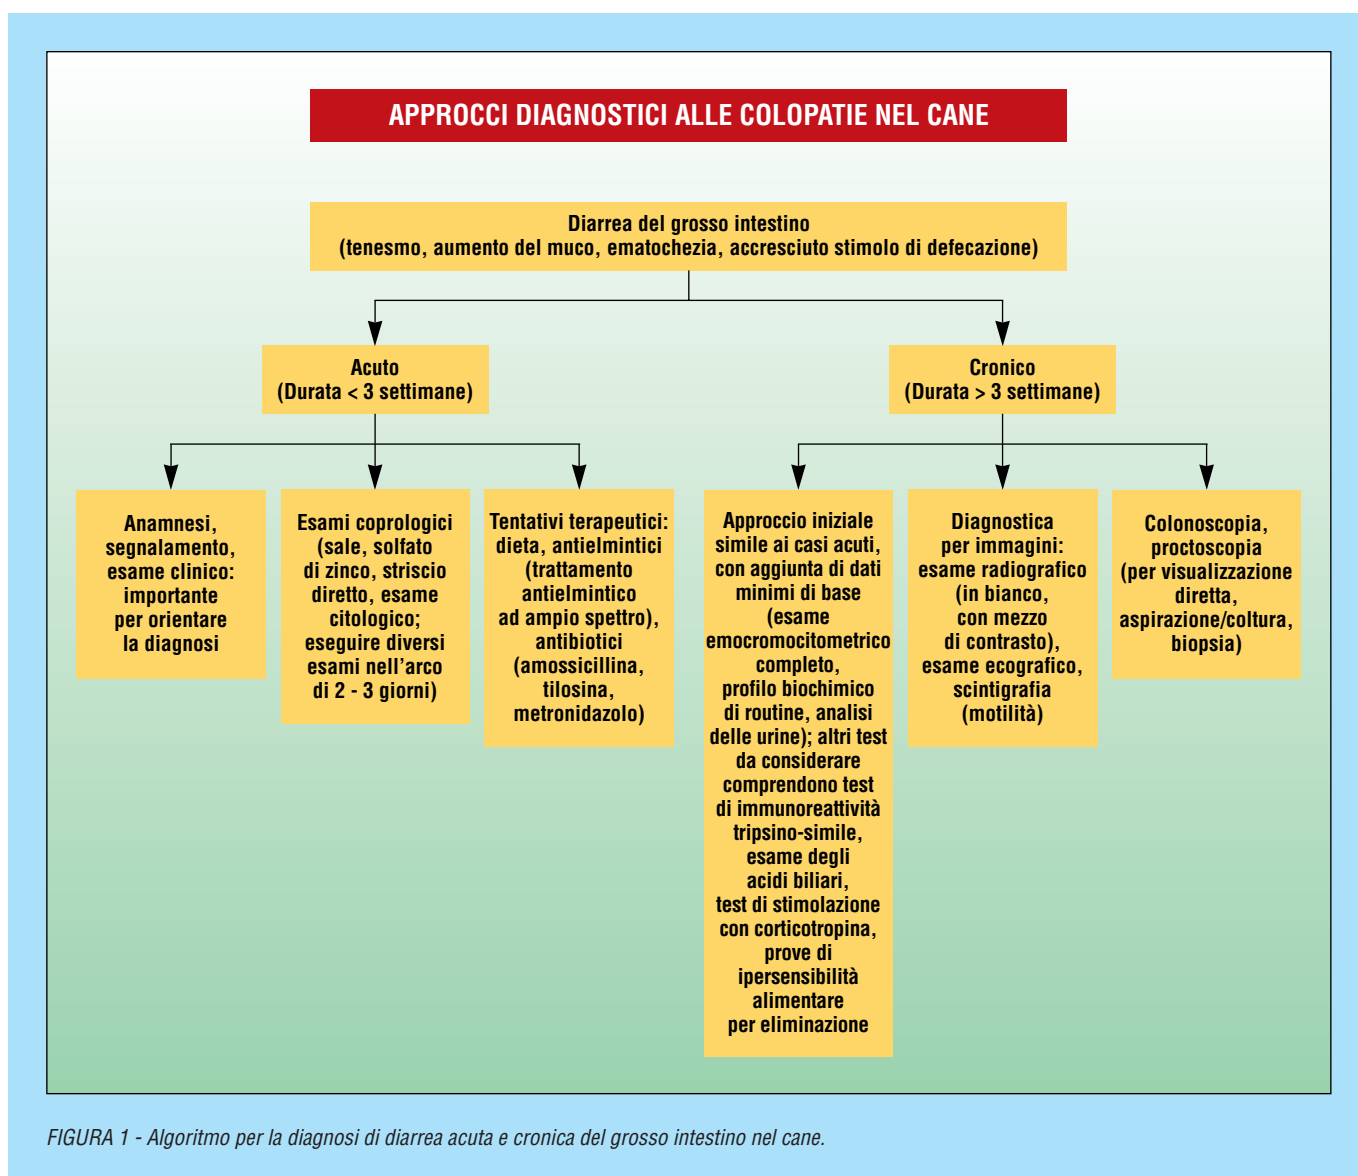 APPROCCI DIAGNOSTICI ALLE COLOPATIE NEL CANE
Diarrea del grosso intestino
(tenesmo, aumento del muco, ematochezia, accresciuto stimolo di defecazione)
Acuto
(Durata < 3 settimane)
Cronico
(Durata > 3 settimane)
Anamnesi,
segnalamento,
esame clinico:
importante
per orientare
la diagnosi
Esami coprologici
(sale, solfato
di zinco, striscio
diretto, esame
citologico;
eseguire diversi
esami nell’arco
di 2 - 3 giorni)
Tentativi terapeutici:
dieta, antielmintici
(trattamento
antielmintico
ad ampio spettro),
antibiotici
(amossicillina,
tilosina,
metronidazolo)
Approccio iniziale
simile ai casi acuti,
con aggiunta di dati
minimi di base
(esame
emocromocitometrico
completo,
profilo biochimico
di routine, analisi
delle urine); altri test
da considerare
comprendono test
di immunoreattività
tripsino-simile,
esame degli
acidi biliari,
test di stimolazione
con corticotropina,
prove di
ipersensibilità
alimentare
per eliminazione
Diagnostica
per immagini:
esame radiografico
(in bianco,
con mezzo
di contrasto),
esame ecografico,
scintigrafia
(motilità)
Colonoscopia,
proctoscopia
(per visualizzazione
diretta,
aspirazione/coltura,
biopsia)
FIGURA 1 - Algoritmo per la diagnosi di diarrea acuta e cronica del grosso intestino nel cane.